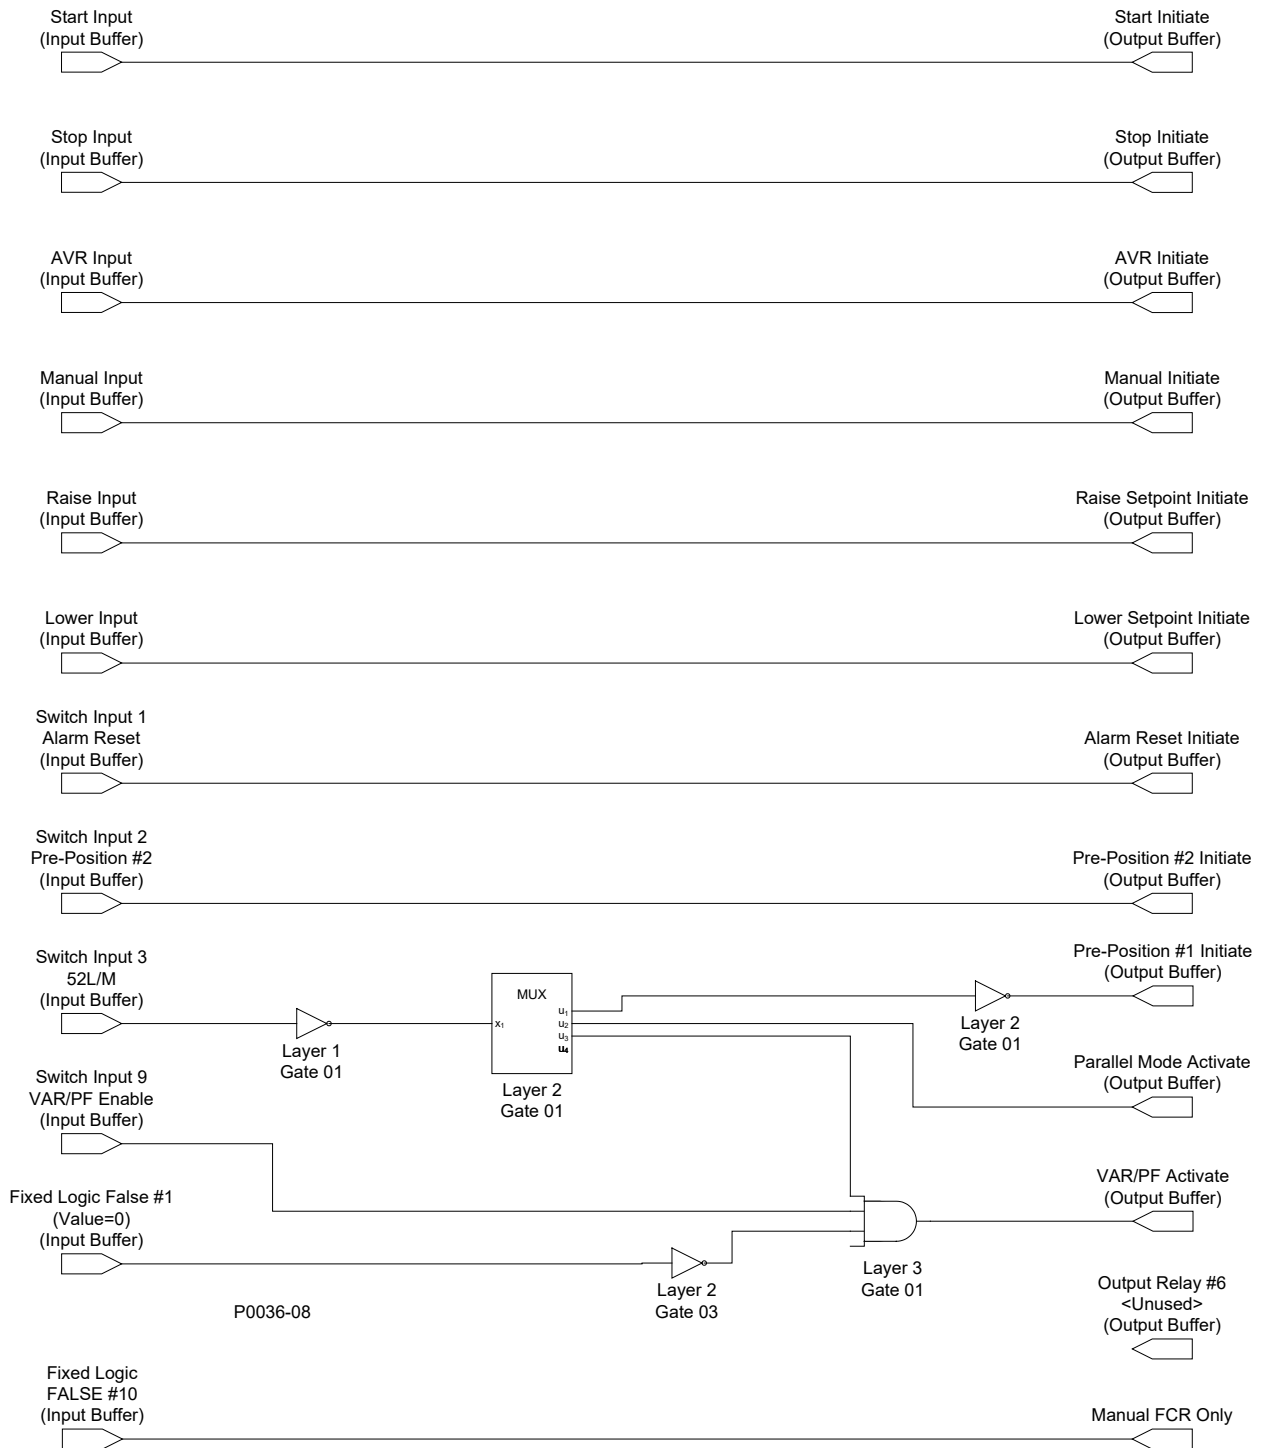 Start Input
(Input Buffer)
Start Initiate
(Output Buffer)
Stop Input
(Input Buffer)
Stop Initiate
(Output Buffer)
AVR Input
(Input Buffer)
AVR Initiate
(Output Buffer)
Manual Input
(Input Buffer)
Manual Initiate
(Output Buffer)
Raise Input
(Input Buffer)
Raise Setpoint Initiate
(Output Buffer)
Lower Input
(Input Buffer)
Lower Setpoint Initiate
(Output Buffer)
Switch Input 1
Alarm Reset
(Input Buffer)
Alarm Reset Initiate
(Output Buffer)
Switch Input 2
Pre-Position #2
(Input Buffer)
Pre-Position #2 Initiate
(Output Buffer)
Switch Input 3
52L/M
(Input Buffer)
Layer 1
Gate 01
MUX
x₁
u₁
u₂
u₃
u₄
Layer 2
Gate 01
Layer 2
Gate 01
Pre-Position #1 Initiate
(Output Buffer)
Parallel Mode Activate
(Output Buffer)
Switch Input 9
VAR/PF Enable
(Input Buffer)
Fixed Logic False #1
(Value=0)
(Input Buffer)
Layer 2
Gate 03
Layer 3
Gate 01
VAR/PF Activate
(Output Buffer)
Output Relay #6
<Unused>
(Output Buffer)
P0036-08
Fixed Logic
FALSE #10
(Input Buffer)
Manual FCR Only